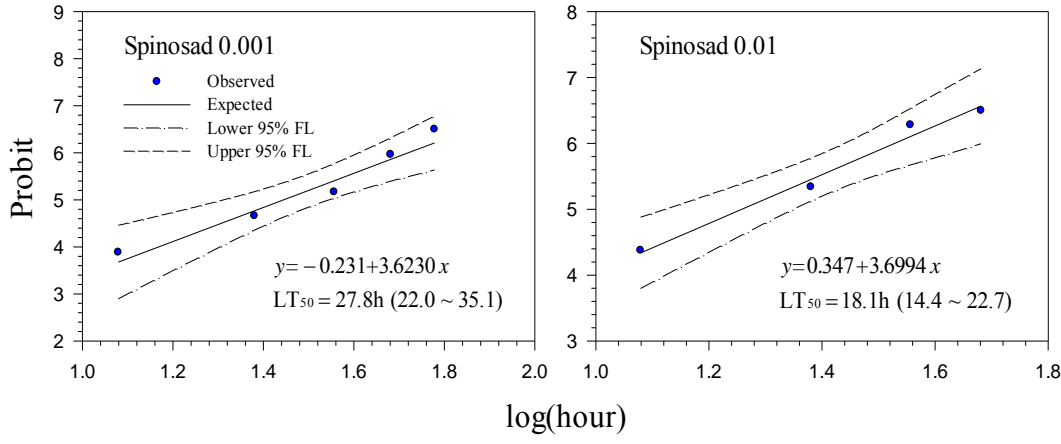 Spinosad 0.001
Observed
Expected
Lower 95% FL
Upper 95% FL
y=−0.231+3.6230x
LT50=27.8h (22.0 ~ 35.1)
9
8
7
6
5
4
3
2
1.0
1.2
1.4
1.6
1.8
2.0
Probit
Spinosad 0.01
y=0.347+3.6994x
LT50=18.1h (14.4 ~ 22.7)
8
7
6
5
4
3
1.0
1.2
1.4
1.6
1.8
log(hour)